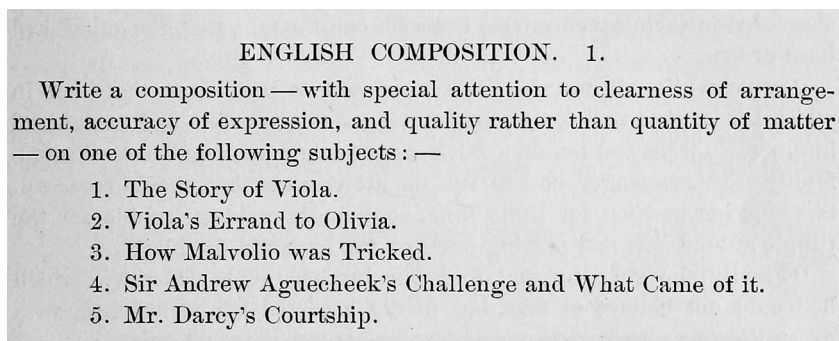 ENGLISH COMPOSITION. 1.
Write a composition — with special attention to clearness of arrange-
ment, accuracy of expression, and quality rather than quantity of matter
— on one of the following subjects : —
1. The Story of Viola.
2. Viola's Errand to Olivia.
3. How Malvolio was Tricked.
4. Sir Andrew Aguecheek's Challenge and What Came of it.
5. Mr. Darcy's Courtship.